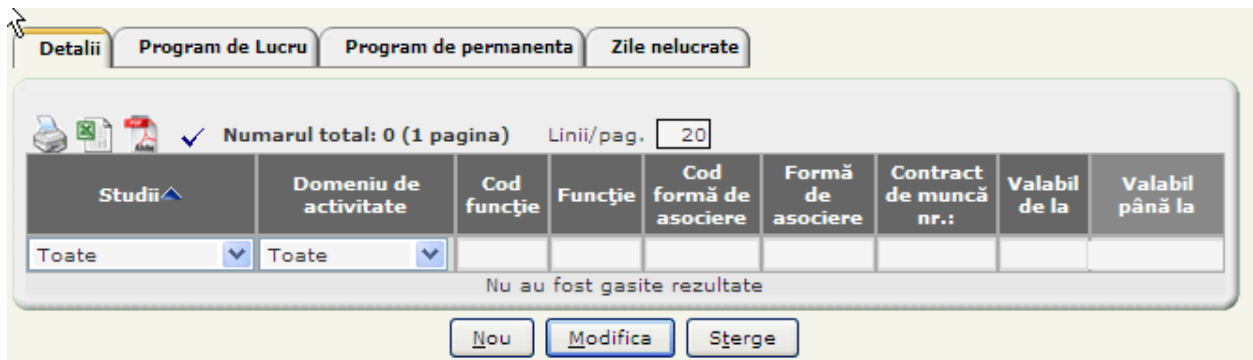 Detalii Program de Lucru Program de permanenta Zile nelucrate
Numarul total: 0 (1 pagina) Linii/pag. 20
Studii Domeniu de activitate Cod funcţie Funcţie Cod formă de asociere Formă de asociere Contract de muncă nr.: Valabil de la Valabil până la
Toate Toate
Nu au fost gasite rezultate
Nou Modifica Sterge